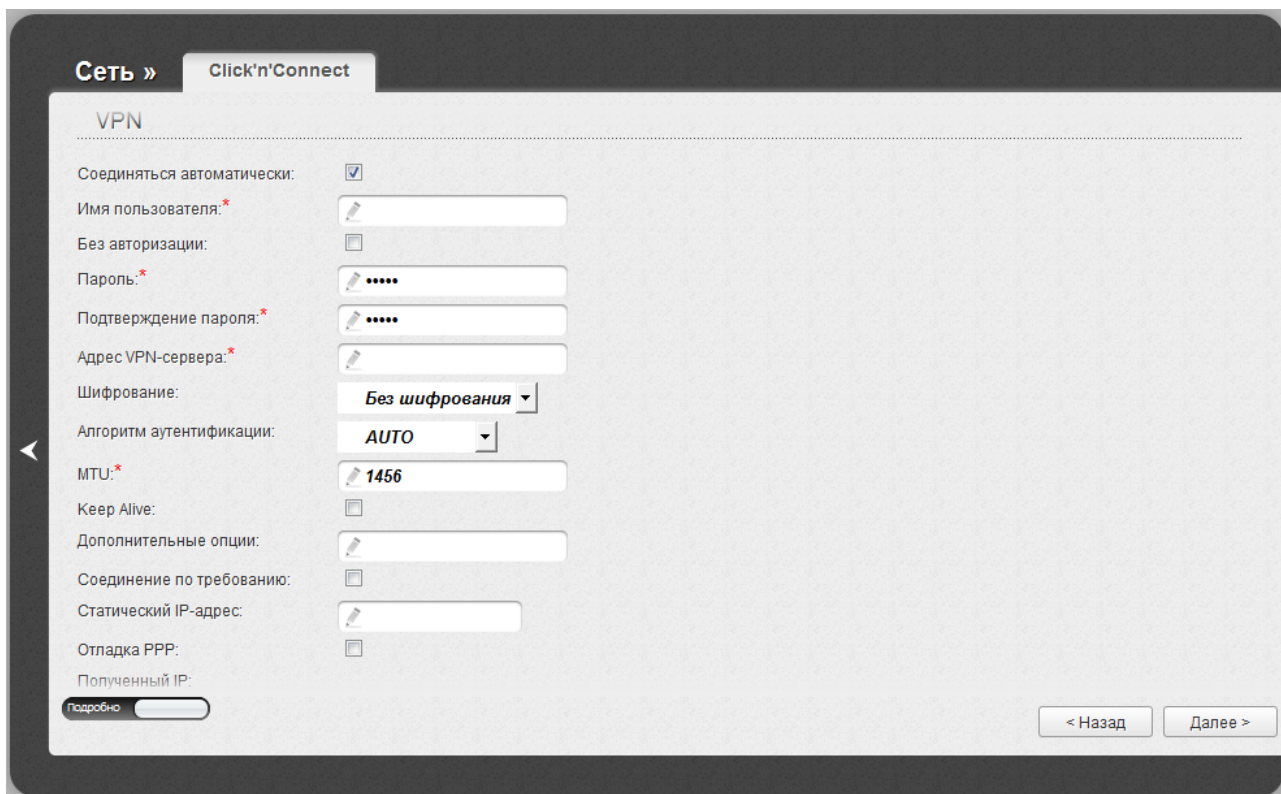 Сеть »
Click'n'Connect
VPN
Соединяться автоматически:
Имя пользователя:*
Без авторизации:
Пароль:* •••••
Подтверждение пароля:* •••••
Адрес VPN-сервера:*
Шифрование: Без шифрования
Алгоритм аутентификации: AUTO
MTU:* 1456
Keep Alive:
Дополнительные опции:
Соединение по требованию:
Статический IP-адрес:
Отладка PPP:
Полученный IP:
Подробно
< Назад Далее >